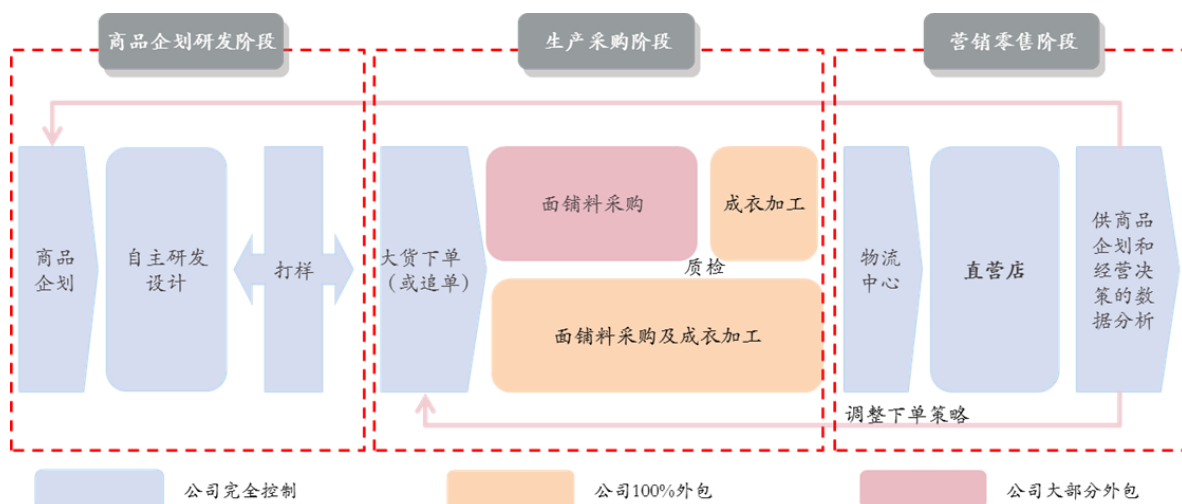 商品企划研发阶段
生产采购阶段
营销零售阶段
商品
企划
自主研发
设计
打样
大货下单
（或追单）
面铺料采购
成衣加工
质检
面铺料采购及成衣加工
物流
中心
直营店
供商品
企划和
经营决
策的数
据分析
调整下单策略
公司完全控制
公司100%外包
公司大部分外包